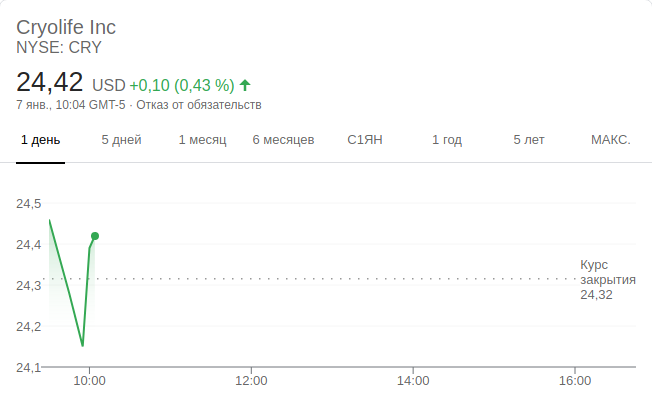 Cryolife Inc
NYSE: CRY
24,42 USD +0,10 (0,43 %)
7 янв., 10:04 GMT-5 · Отказ от обязательств
1 день 5 дней 1 месяц 6 месяцев С1ЯН 1 год 5 лет МАКС.
24,5
24,4
Курс
закрытия
24,3
24,32
24,2
24,1
10:00 12:00 14:00 16:00